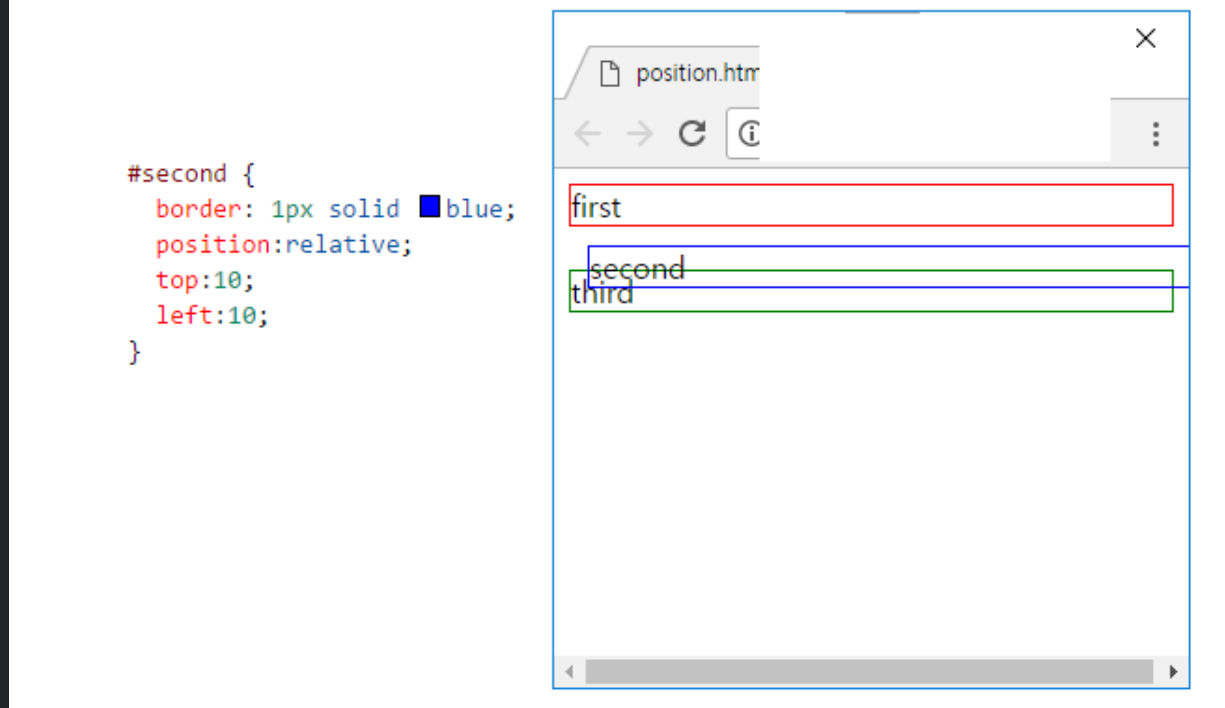 #second {
border: 1px solid blue;
position:relative;
top:10;
left:10;
}
position.htm
first
second
third